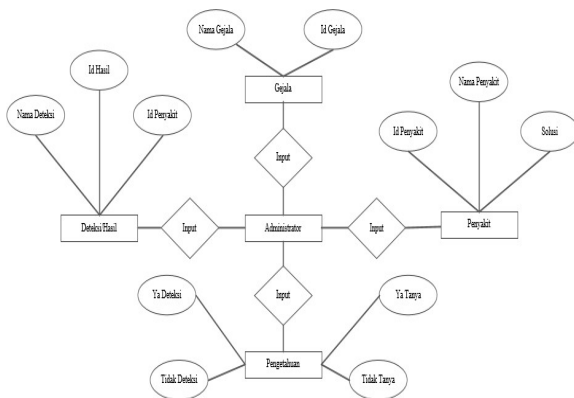 Nama Gejala
Id Gejala
Id Hasil
Gejala
Nama Penyakit
Nama Deteksi
Id Penyakit
Id Penyakit
Solusi
Input
Deteksi/Hasil
Input
Administrator
Input
Penyakit
Ya Deteksi
Input
Ya Tanya
Pengetahuan
Tidak Deteksi
Tidak Tanya